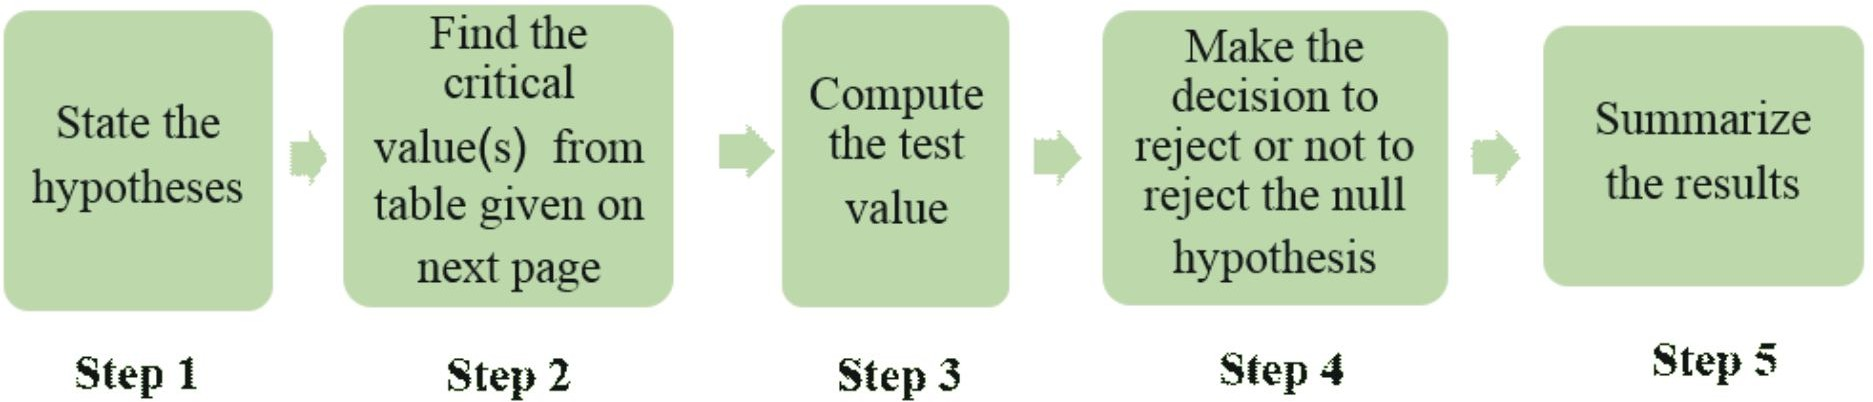 State the
hypotheses
Find the
critical
value(s) from
table given on
next page
Compute
the test
value
Make the
decision to
reject or not to
reject the null
hypothesis
Summarize
the results
Step 1
Step 2
Step 3
Step 4
Step 5